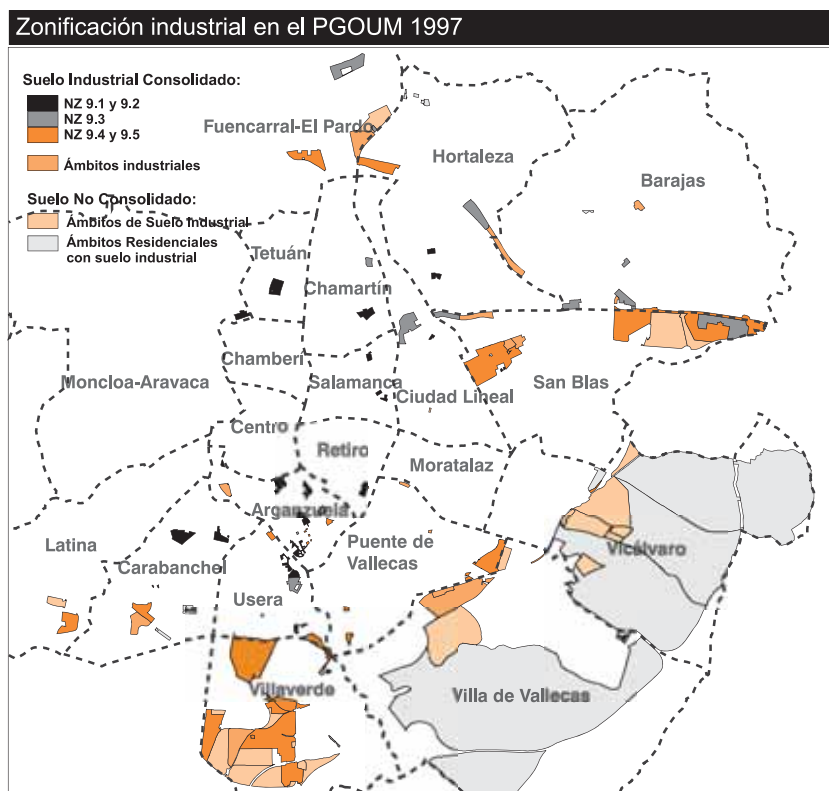 Zonificación industrial en el PGOUM 1997
Suelo Industrial Consolidado:
NZ 9.1 y 9.2
NZ 9.3
NZ 9.4 y 9.5
Ámbitos industriales
Suelo No Consolidado:
Ámbitos de Suelo industrial
Ámbitos Residenciales
con suelo industrial
Fuencarral-El Pardo
Hortaleza
Barajas
Tetuán
Chamartín
Chamberí
Moncloa-Aravaca
Salamanca
Ciudad Lineal
San Blas
Centro
Retiro
Moratalaz
Arganzuela
Latina
Carabanchel
Puente de
Vallecas
Vicálvaro
Usera
Villaverde
Villa de Vallecas